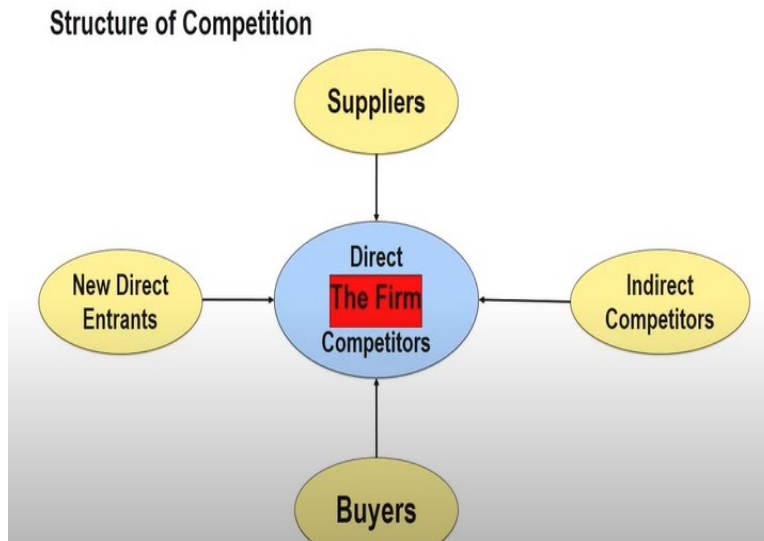 Structure of Competition
Suppliers
New Direct
Entrants
Direct
The Firm
Competitors
Indirect
Competitors
Buyers